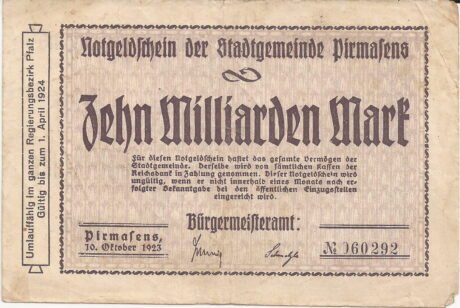 Umlauffähig im ganzen Regierungsbezirk Pfalz
Gültig bis zum 1. April 1924
Notgeldschein der Stadtgemeinde Pirmasens
Zehn Milliarden Mark
Für diesen Notgeldschein haftet das gesamte Vermögen der
Stadtgemeinde. Derselbe wird von sämtlichen Kassen der
Reichsbank in Zahlung genommen. Dieser Notgeldschein wird
ungültig, wenn er nicht innerhalb eines Monats nach er-
folgter Bekanntgabe bei den öffentlichen Einzugsstellen
eingereicht wird.
Bürgermeisteramt:
Pirmasens,
10. Oktober 1923
№ 060292